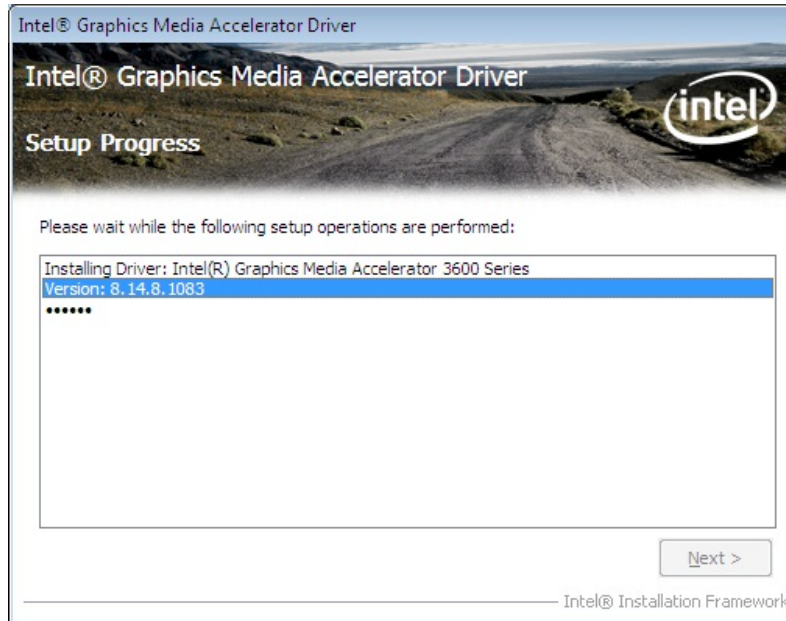 Intel® Graphics Media Accelerator Driver
Intel® Graphics Media Accelerator Driver
intel
Setup Progress
Please wait while the following setup operations are performed:
Installing Driver: Intel(R) Graphics Media Accelerator 3600 Series
Version: 8.14.8.1083
••••••
Next >
Intel® Installation Framework